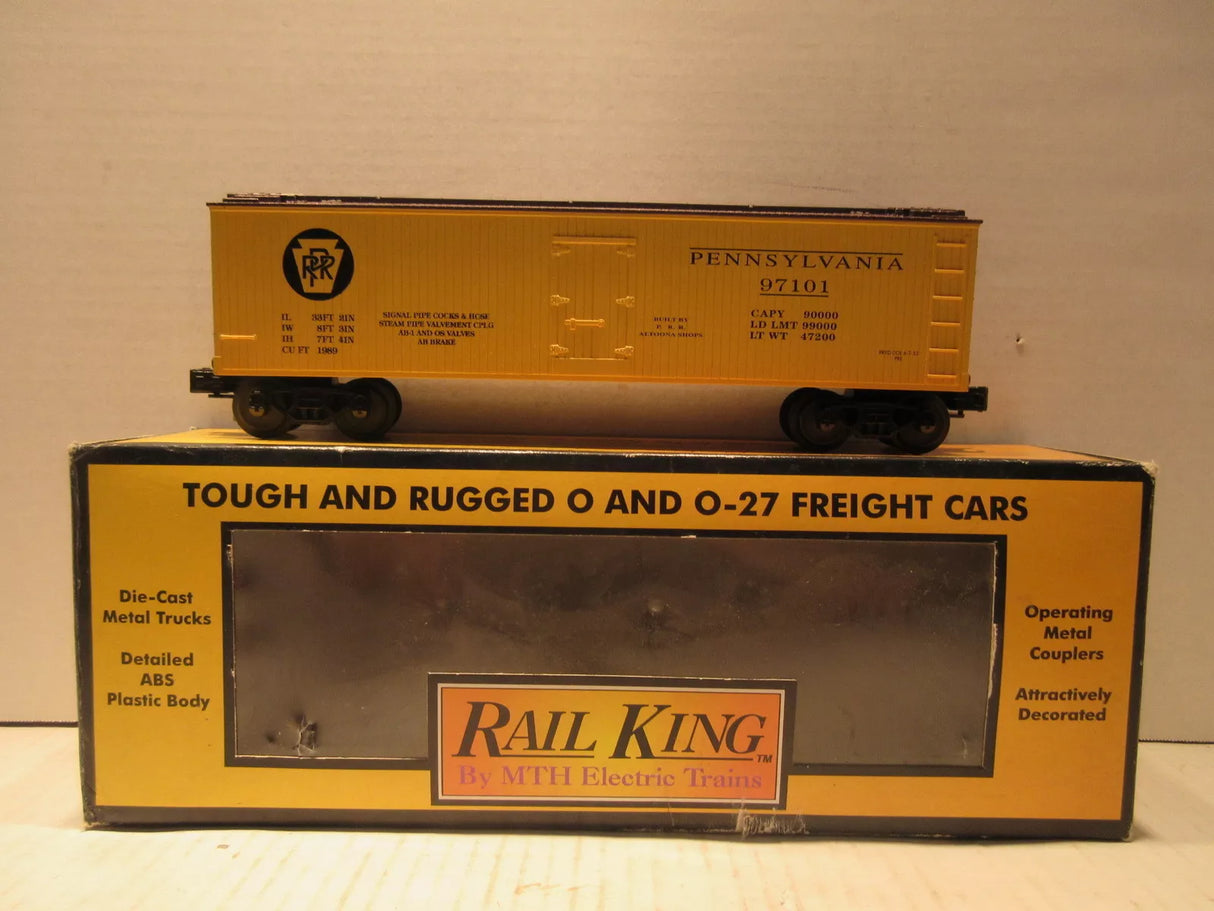 PRR
PENNSYLVANIA
97101
IL 33FT 2IN
IW 8FT 3IN
IH 7FT 4IN
CU FT 1989
SIGNAL PIPE COCKS & HOSE
STEAM PIPE VALVEMENT CPLG
AB-1 AND OS VALVES
AB BRAKE
BUILT BY
P. R. R.
ALTOONA SHOPS
CAPY 90000
LD LMT 99000
LT WT 47200
TOUGH AND RUGGED O AND O-27 FREIGHT CARS
Die-Cast
Metal Trucks
Detailed
ABS
Plastic Body
Operating
Metal
Couplers
Attractively
Decorated
RAIL KING TM
By MTH Electric Trains